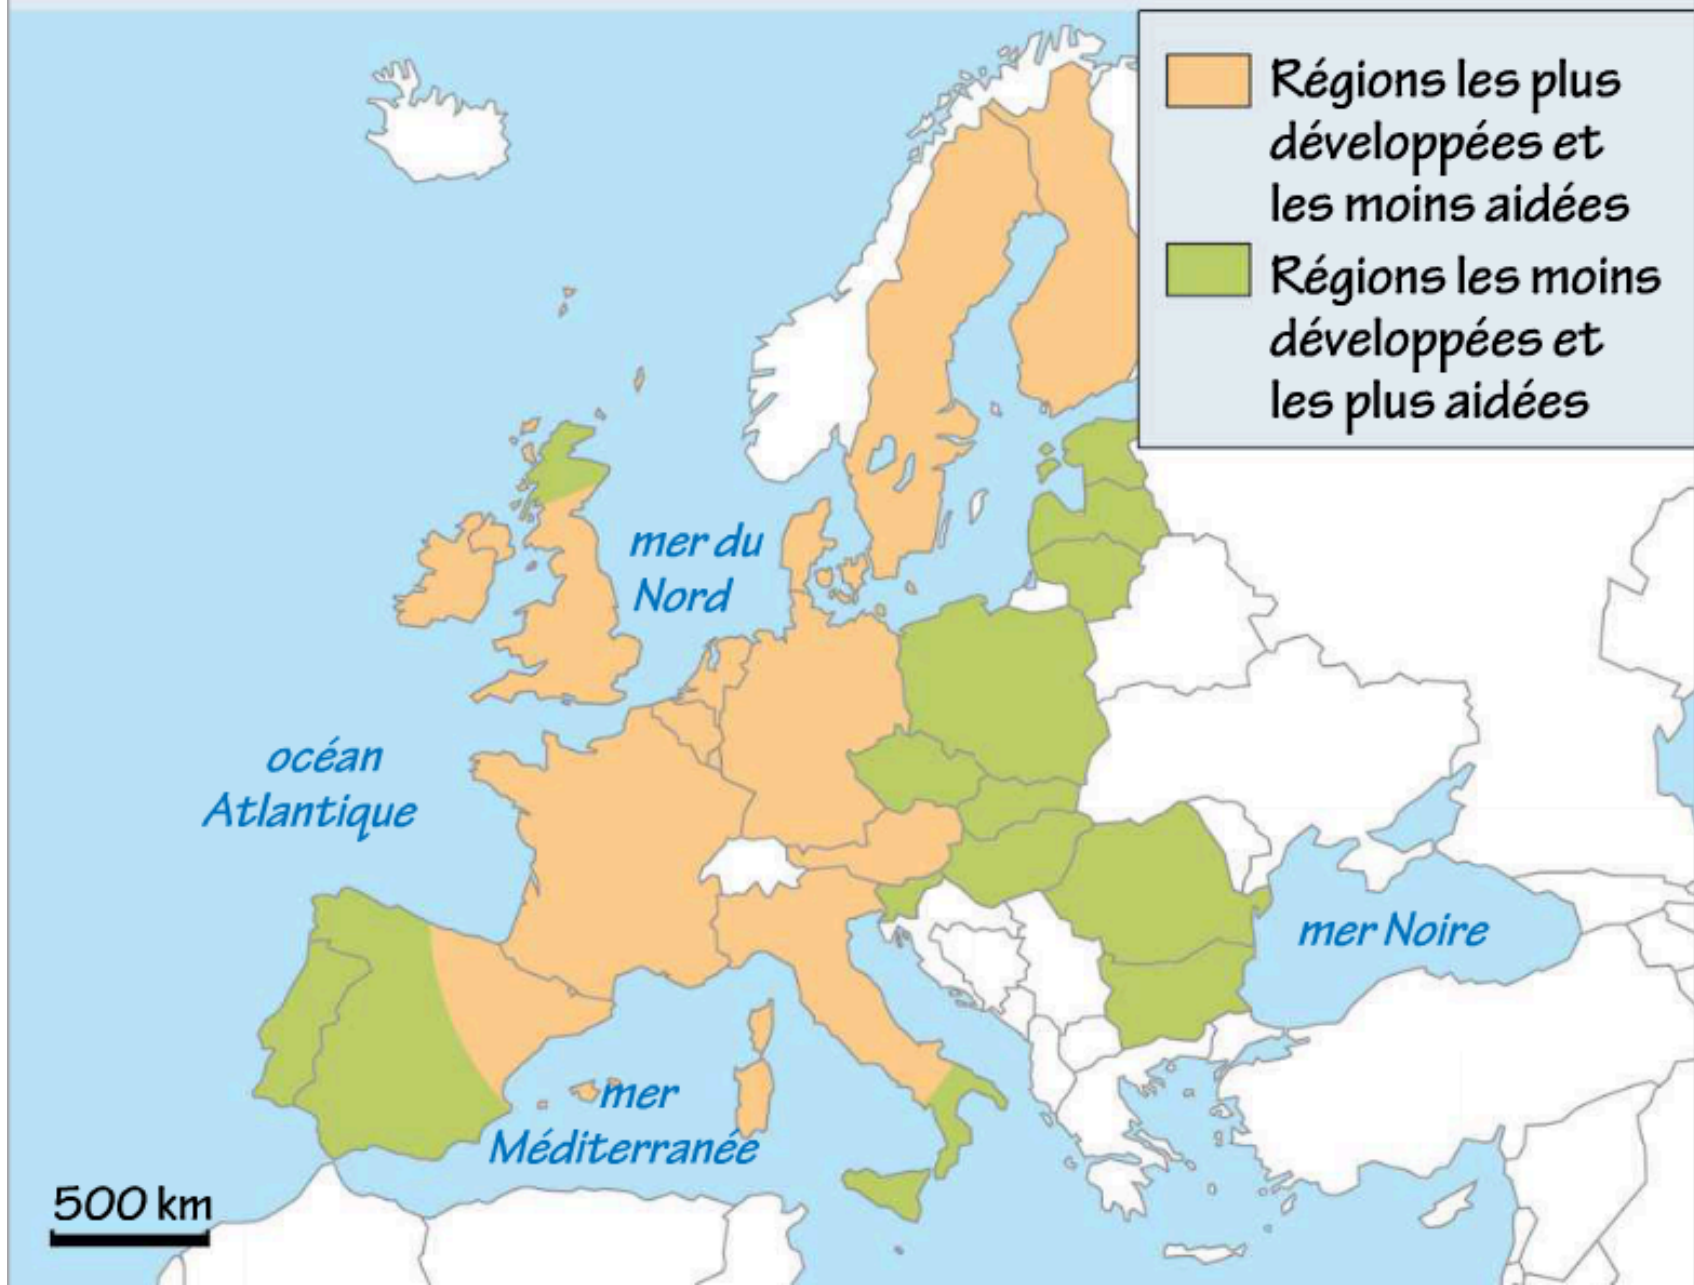 Régions les plus
développées et
les moins aidées
Régions les moins
développées et
les plus aidées
mer du
Nord
océan
Atlantique
mer Noire
mer
Méditerranée
500 km